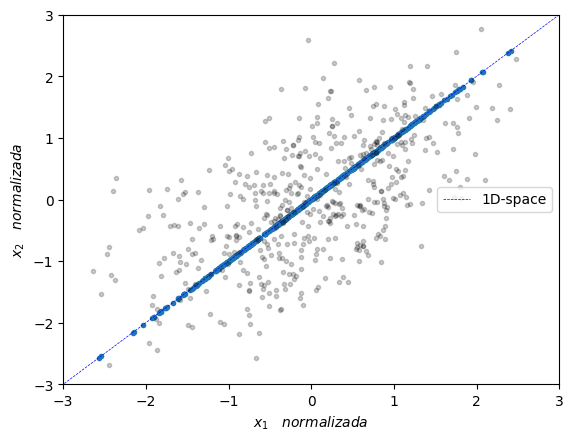 3
2
1
0
−1
−2
−3
x₂ normalizada
1D-space
−3 −2 −1 0 1 2 3
x₁ normalizada